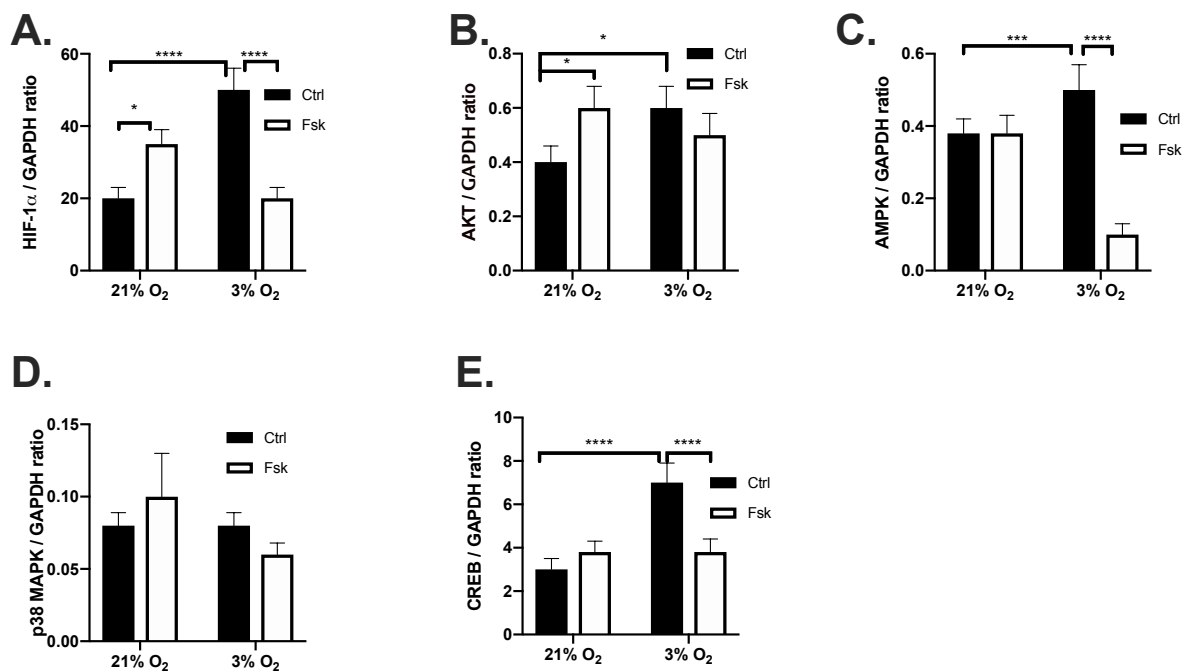 A.
HIF-1α / GAPDH ratio
60
40
20
0
****
****
*
Ctrl
Fsk
21% O₂
3% O₂
B.
AKT / GAPDH ratio
0.8
0.6
0.4
0.2
0.0
*
*
Ctrl
Fsk
21% O₂
3% O₂
C.
AMPK / GAPDH ratio
0.6
0.4
0.2
0.0
***
****
Ctrl
Fsk
21% O₂
3% O₂
D.
p38 MAPK / GAPDH ratio
0.15
0.10
0.05
0.00
Ctrl
Fsk
21% O₂
3% O₂
E.
CREB / GAPDH ratio
10
8
6
4
2
0
****
****
Ctrl
Fsk
21% O₂
3% O₂